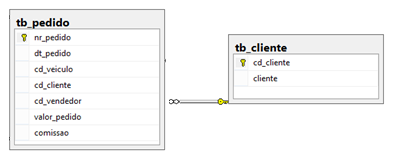 tb_pedido
nr_pedido
dt_pedido
cd_veiculo
cd_cliente
cd_vendedor
valor_pedido
comissao
tb_cliente
cd_cliente
cliente